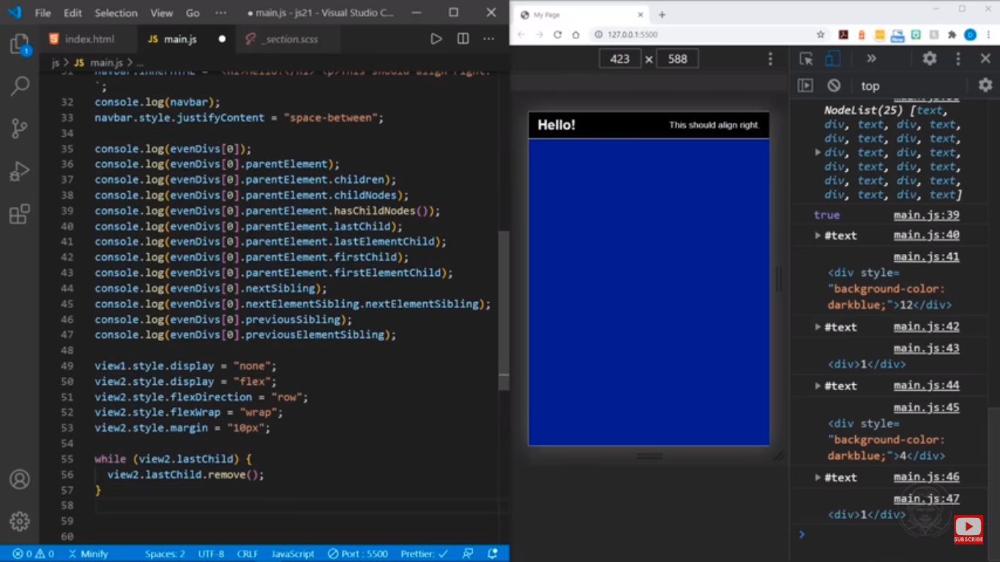 File Edit Selection View Go ··· ● main.js - js21 - Visual Studio C...
index.html JS main.js ● _section.scss
js > JS main.js > ...
32 console.log(navbar);
33 navbar.style.justifyContent = "space-between";
34
35 console.log(evenDivs[0]);
36 console.log(evenDivs[0].parentElement);
37 console.log(evenDivs[0].parentElement.children);
38 console.log(evenDivs[0].parentElement.childNodes);
39 console.log(evenDivs[0].parentElement.hasChildNodes());
40 console.log(evenDivs[0].parentElement.lastChild);
41 console.log(evenDivs[0].parentElement.lastElementChild);
42 console.log(evenDivs[0].parentElement.firstChild);
43 console.log(evenDivs[0].parentElement.firstElementChild);
44 console.log(evenDivs[0].nextSibling);
45 console.log(evenDivs[0].nextElementSibling.nextElementSibling);
46 console.log(evenDivs[0].previousSibling);
47 console.log(evenDivs[0].previousElementSibling);
48
49 view1.style.display = "none";
50 view2.style.display = "flex";
51 view2.style.flexDirection = "row";
52 view2.style.flexWrap = "wrap";
53 view2.style.margin = "10px";
54
55 while (view2.lastChild) {
56 view2.lastChild.remove();
57 }
58
59
60
0 0 Minify Spaces: 2 UTF-8 CRLF JavaScript Port : 5500 Prettier: ✓
My Page
127.0.0.1:5500
423 × 588
Hello! This should align right.
top
NodeList(25) [text,
div, text, div, text,
div, text, div, text,
div, text, div, text,
div, text, div, text,
div, text, div, text,
div, text, div, text]
true main.js:39
#text main.js:40
main.js:41
<div style=
"background-color:
darkblue;">12</div>
#text main.js:42
main.js:43
<div>1</div>
#text main.js:44
main.js:45
<div style=
"background-color:
darkblue;">4</div>
#text main.js:46
main.js:47
<div>1</div>
SUBSCRIBE